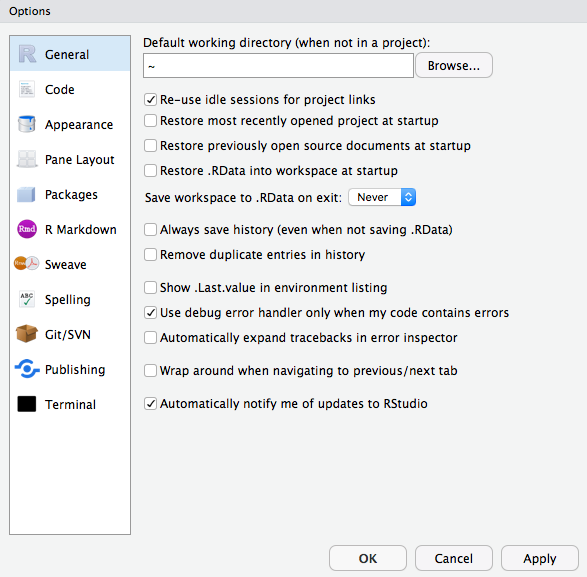 Options
General
Code
Appearance
Pane Layout
Packages
R Markdown
Sweave
Spelling
Git/SVN
Publishing
Terminal
Default working directory (when not in a project):
~ Browse...
Re-use idle sessions for project links
Restore most recently opened project at startup
Restore previously open source documents at startup
Restore .RData into workspace at startup
Save workspace to .RData on exit: Never
Always save history (even when not saving .RData)
Remove duplicate entries in history
Show .Last.value in environment listing
Use debug error handler only when my code contains errors
Automatically expand tracebacks in error inspector
Wrap around when navigating to previous/next tab
Automatically notify me of updates to RStudio
OK Cancel Apply